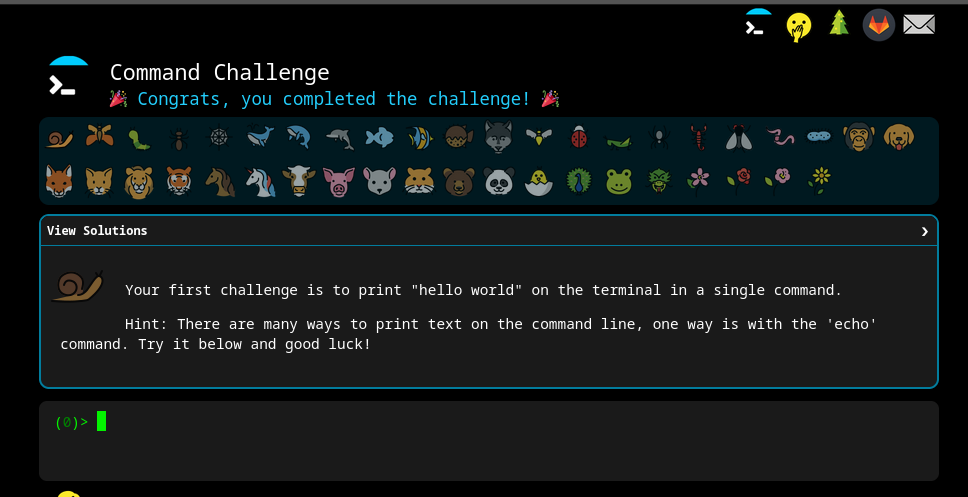 Command Challenge
🎉 Congrats, you completed the challenge! 🎉
View Solutions ❯
Your first challenge is to print "hello world" on the terminal in a single command.
Hint: There are many ways to print text on the command line, one way is with the 'echo'
command. Try it below and good luck!
(0)>